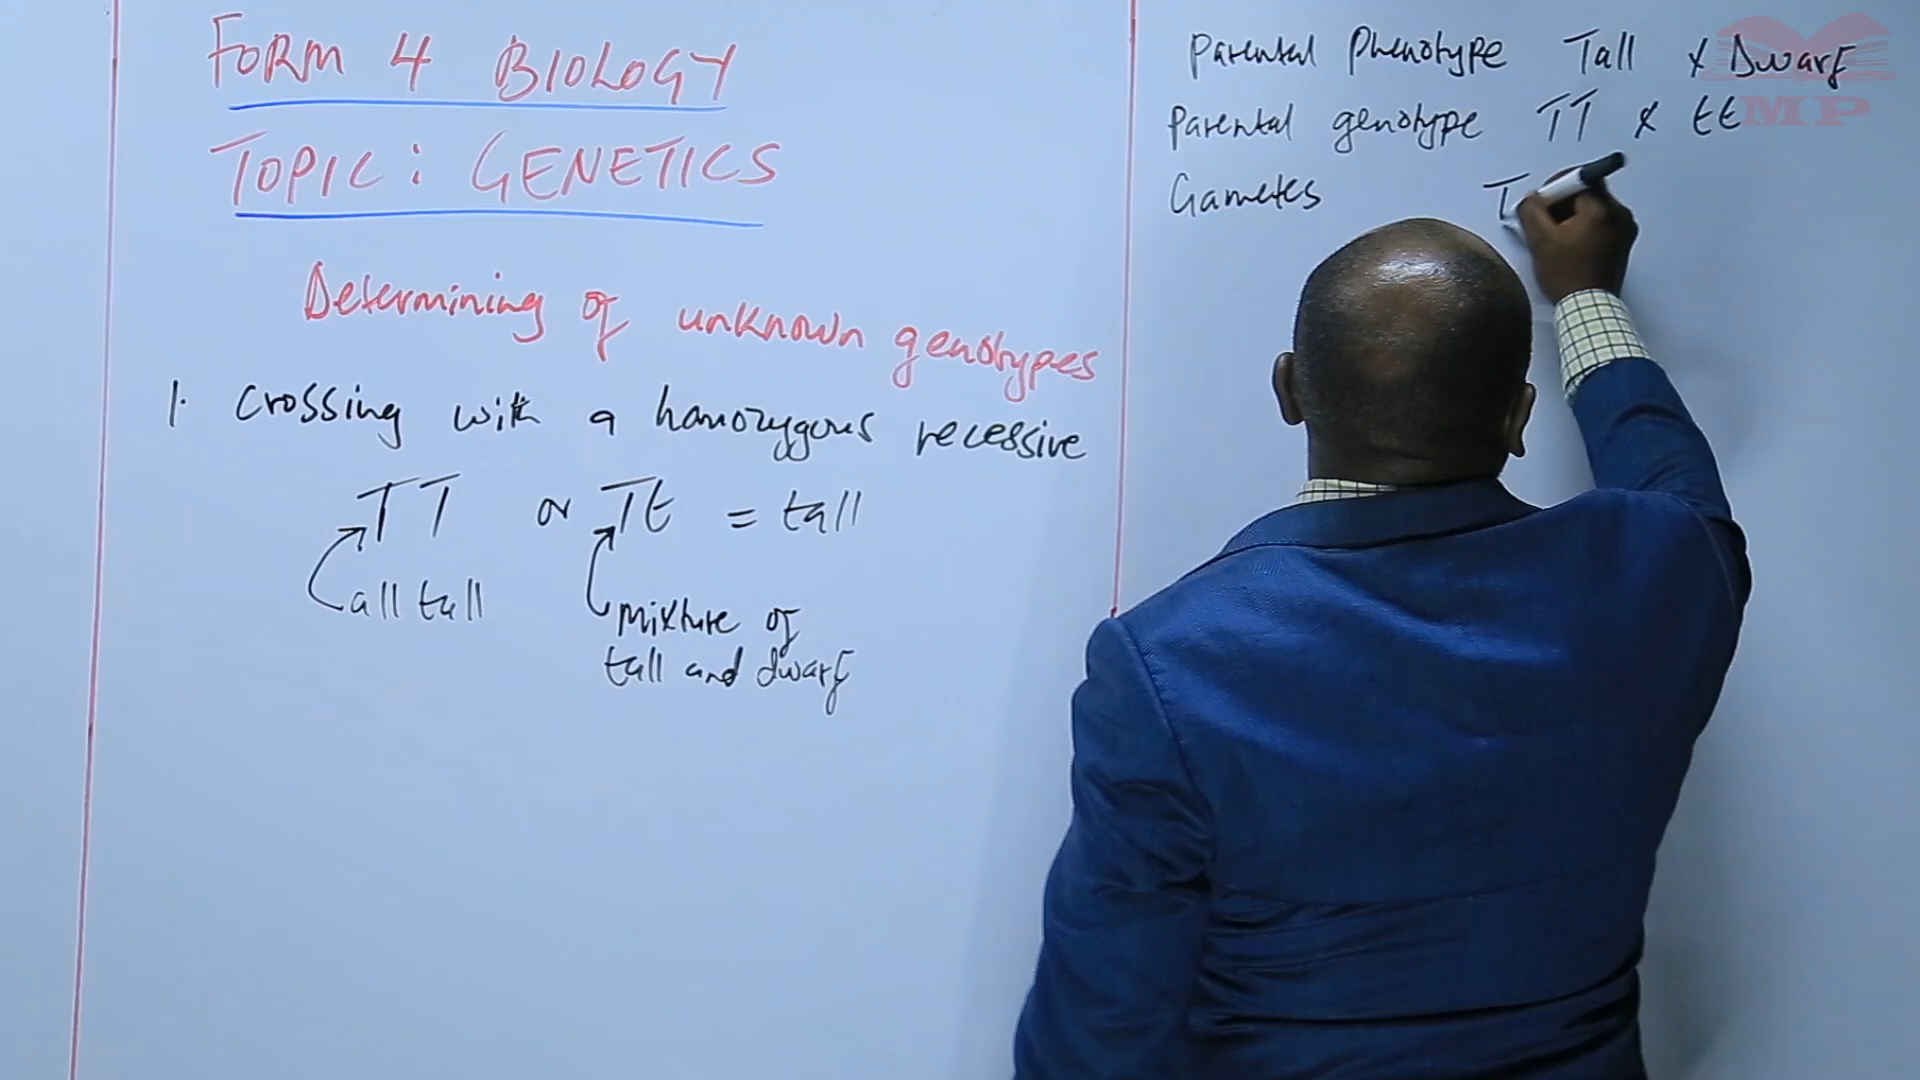 FORM 4 BIOLOGY
TOPIC: GENETICS
Determining of unknown genotypes
1. Crossing with a homozygous recessive
TT or Tt = tall
all tall
Mixture of
tall and dwarf
Parental Phenotype Tall x Dwarf
Parental genotype TT x tt
Gametes T
MP